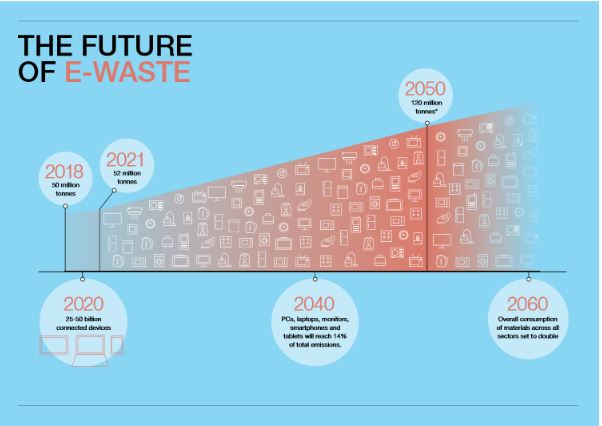 THE FUTURE
OF E-WASTE
2018
50 million
tonnes
2021
52 million
tonnes
2050
120 million
tonnes*
2020
25-50 billion
connected devices
2040
PCs, laptops, monitors,
smartphones and
tablets will reach 14%
of total emissions.
2060
Overall consumption
of materials across all
sectors set to double